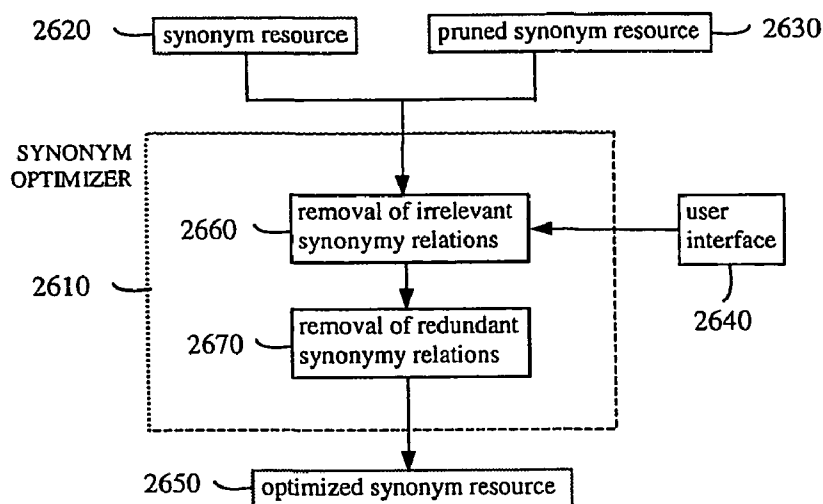 2620
synonym resource
pruned synonym resource
2630
SYNONYM
OPTIMIZER
2660
removal of irrelevant
synonymy relations
user
interface
2610
2640
2670
removal of redundant
synonymy relations
2650
optimized synonym resource